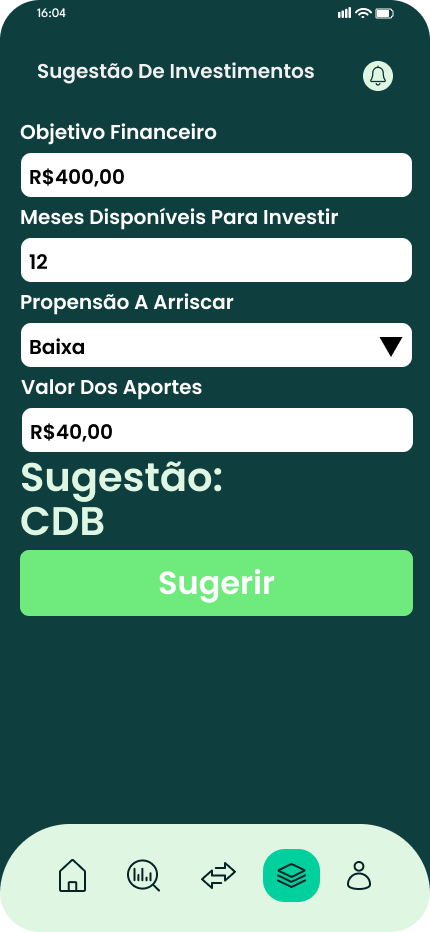 16:04
Sugestão De Investimentos
Objetivo Financeiro
R$400,00
Meses Disponíveis Para Investir
12
Propensão A Arriscar
Baixa
Valor Dos Aportes
R$40,00
Sugestão:
CDB
Sugerir